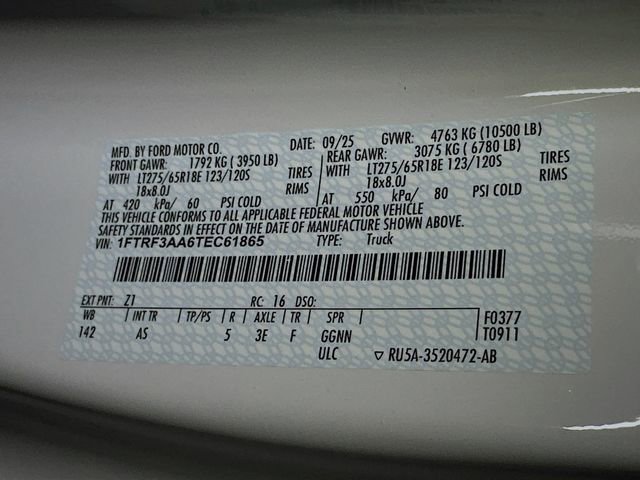 MFD. BY FORD MOTOR CO. DATE: 09/25 GVWR: 4763 KG (10500 LB)
FRONT GAWR: 1792 KG ( 3950 LB) REAR GAWR: 3075 KG ( 6780 LB)
WITH LT275/65R18E 123/120S TIRES WITH LT275/65R18E 123/120S TIRES
18x8.0J RIMS 18x8.0J RIMS
AT 420 kPa/ 60 PSI COLD AT 550 kPa/ 80 PSI COLD
THIS VEHICLE CONFORMS TO ALL APPLICABLE FEDERAL MOTOR VEHICLE
SAFETY STANDARDS IN EFFECT ON THE DATE OF MANUFACTURE SHOWN ABOVE.
VIN: 1FTRF3AA6TEC61865 TYPE: Truck
EXT PNT: Z1 RC: 16 DSO:
WB INT TR TP/PS R AXLE TR SPR F0377
142 AS 5 3E F GGNN T0911
ULC ▽ RU5A-3520472-AB